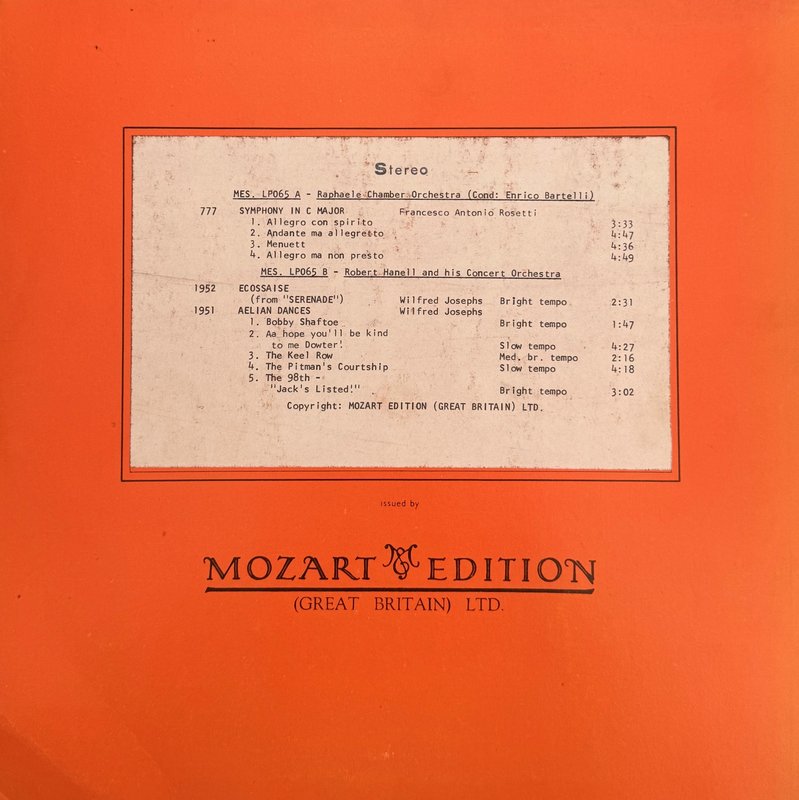 Stereo
MES. LP065 A - Raphaele Chamber Orchestra (Cond: Enrico Bartelli)
777 SYMPHONY IN C MAJOR Francesco Antonio Rosetti
1. Allegro con spirito 3:33
2. Andante ma allegretto 4:47
3. Menuett 4:36
4. Allegro ma non presto 4:49
MES. LP065 B - Robert Hanell and his Concert Orchestra
1952 ECOSSAISE
(from "SERENADE") Wilfred Josephs Bright tempo 2:31
1951 AELIAN DANCES Wilfred Josephs
1. Bobby Shaftoe Bright tempo 1:47
2. Aa hope you'll be kind
to me Dowter! Slow tempo 4:27
3. The Keel Row Med. br. tempo 2:16
4. The Pitman's Courtship Slow tempo 4:18
5. The 98th -
"Jack's Listed!" Bright tempo 3:02
Copyright: MOZART EDITION (GREAT BRITAIN) LTD.
issued by
MOZART EDITION
(GREAT BRITAIN) LTD.